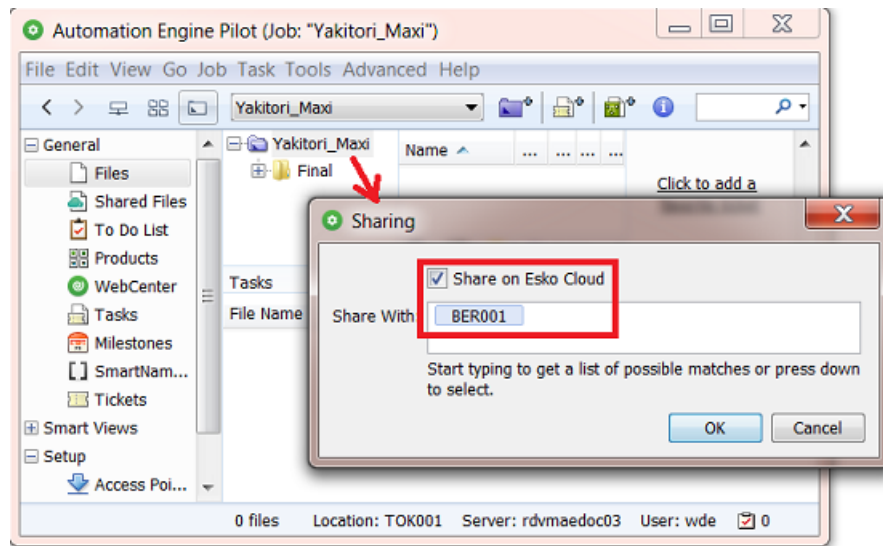 Automation Engine Pilot (Job: "Yakitori_Maxi")
File Edit View Go Job Task Tools Advanced Help
Yakitori_Maxi
General
Files
Shared Files
To Do List
Products
WebCenter
Tasks
Milestones
[ ] SmartNam...
Tickets
Smart Views
Setup
Access Poi...
Yakitori_Maxi
Final
Name ... ... ... ...
Click to add a
Tasks
File Name
Sharing
Share on Esko Cloud
Share With BER001
Start typing to get a list of possible matches or press down
to select.
OK Cancel
0 files Location: TOK001 Server: rdvmaedoc03 User: wde 0